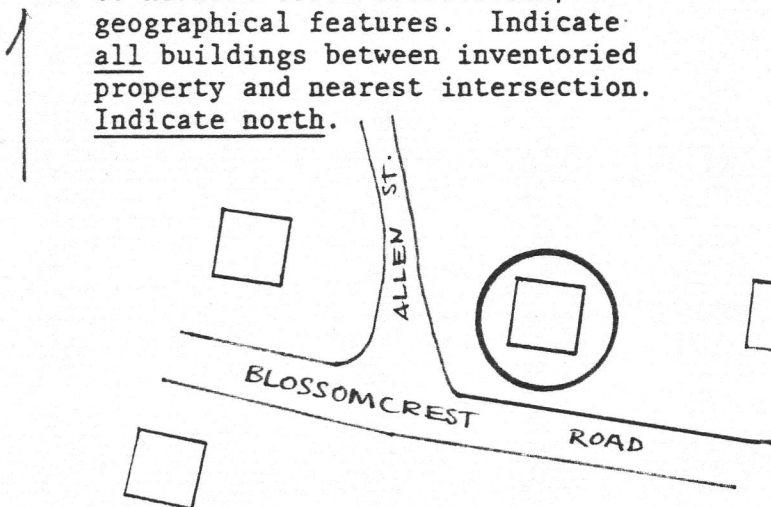 geographical features. Indicate
all buildings between inventoried
property and nearest intersection.
Indicate north.
ALLEN ST.
BLOSSOMCREST ROAD